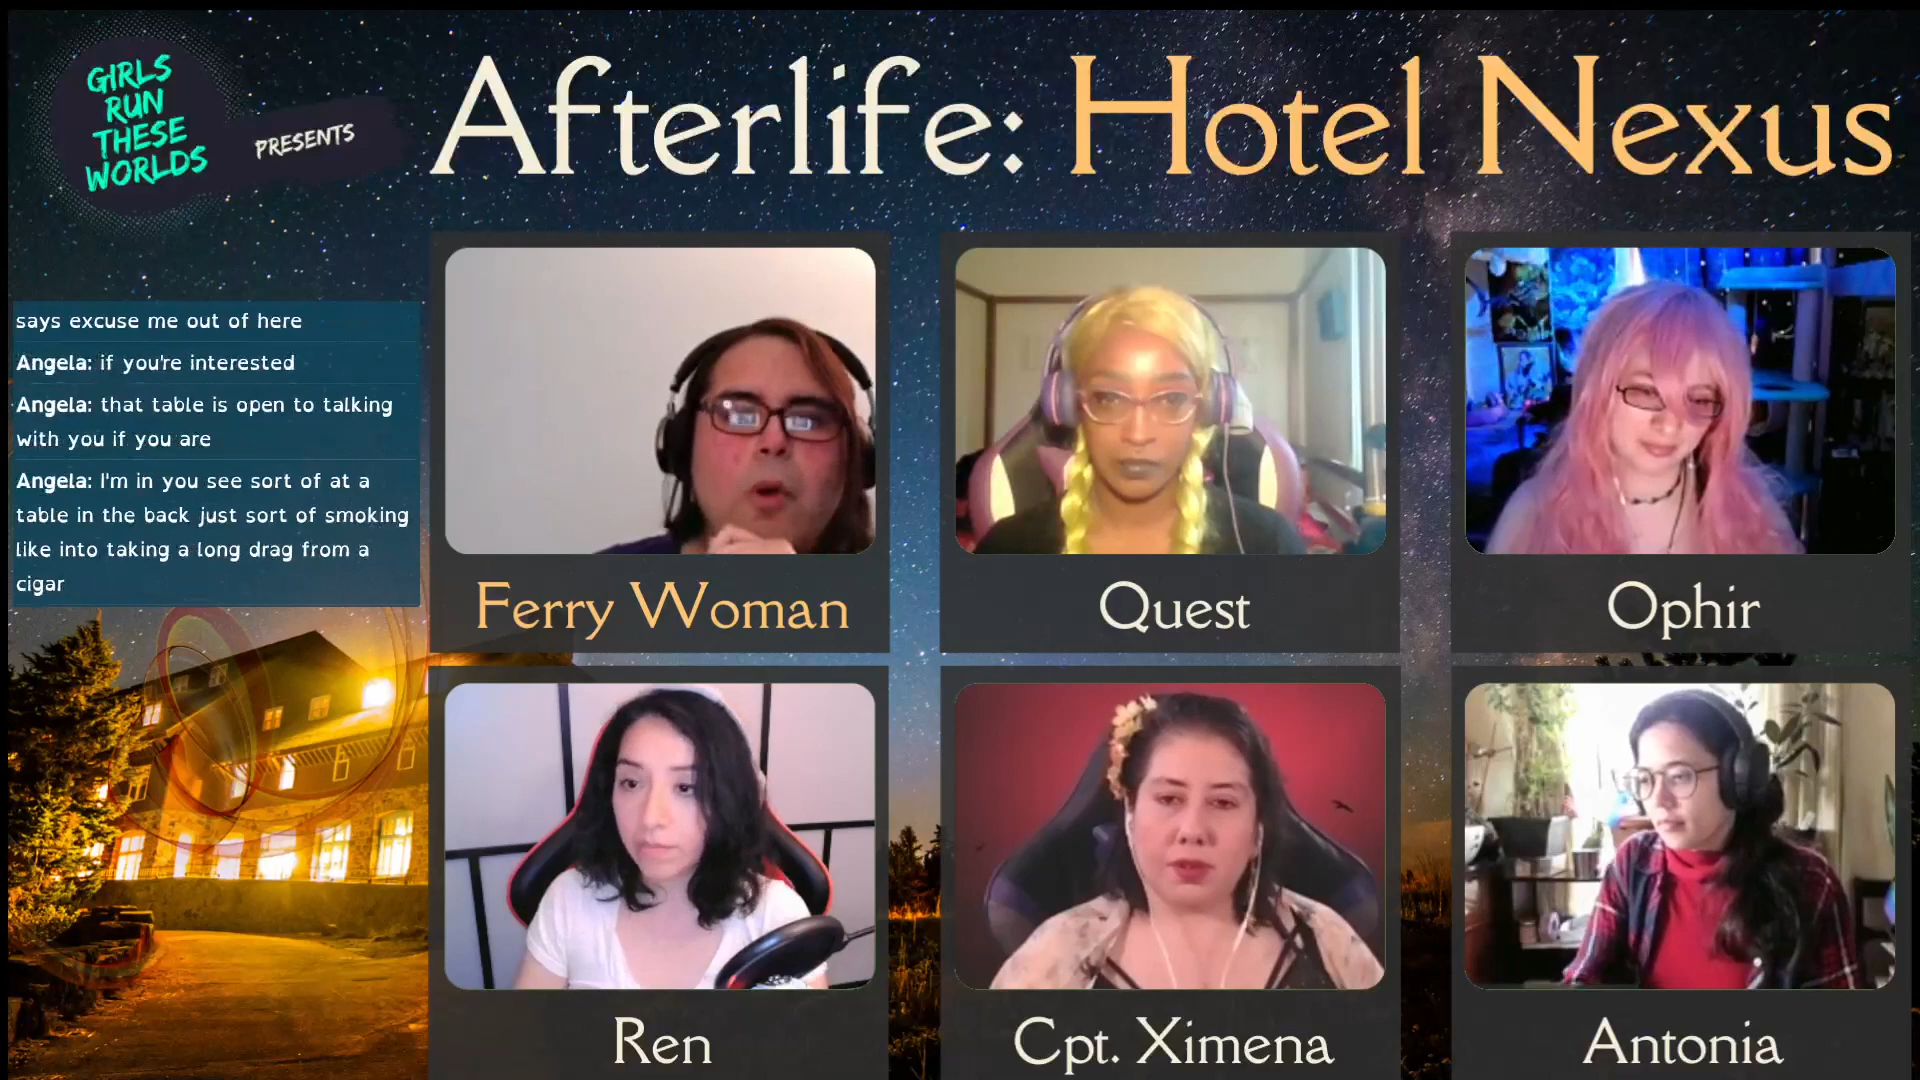 GIRLS
RUN
THESE
WORLDS
PRESENTS
Afterlife: Hotel Nexus
says excuse me out of here
Angela: if you're interested
Angela: that table is open to talking
with you if you are
Angela: I'm in you see sort of at a
table in the back just sort of smoking
like into taking a long drag from a
cigar
Ferry Woman
Quest
Ophir
Ren
Cpt. Ximena
Antonia